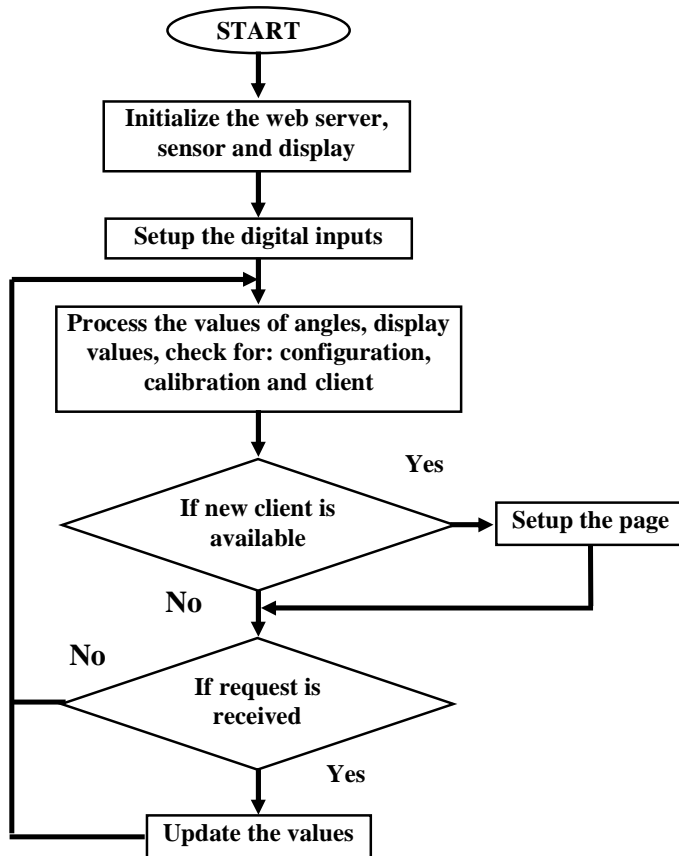 START
Initialize the web server,
sensor and display
Setup the digital inputs
Process the values of angles, display
values, check for: configuration,
calibration and client
Yes
If new client is
available
Setup the page
No
No
If request is
received
Yes
Update the values